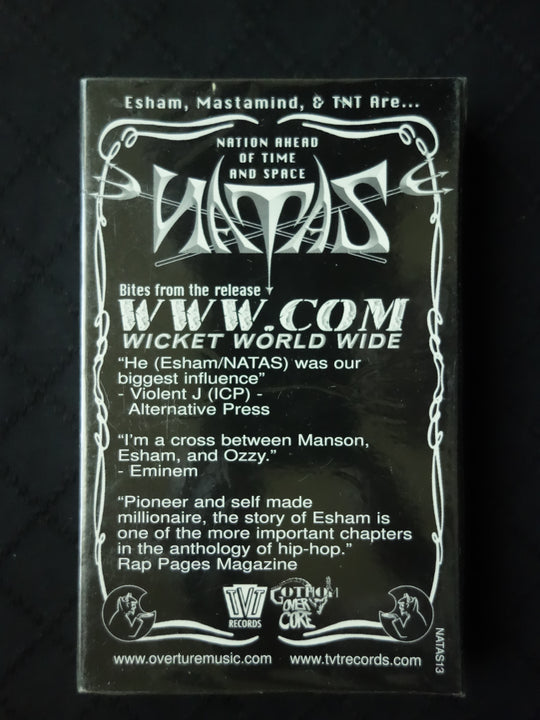 Esham, Mastamind, & TNT Are...
NATION AHEAD
OF TIME
AND SPACE
NATAS
Bites from the release
WWW.COM
WICKET WORLD WIDE
“He (Esham/NATAS) was our
biggest influence”
- Violent J (ICP) -
Alternative Press
“I’m a cross between Manson,
Esham, and Ozzy.”
- Eminem
“Pioneer and self made
millionaire, the story of Esham is
one of the more important chapters
in the anthology of hip-hop.”
Rap Pages Magazine
TVT
RECORDS
GOTHOM
OVER
CORE
NATAS13
www.overturemusic.com www.tvtrecords.com